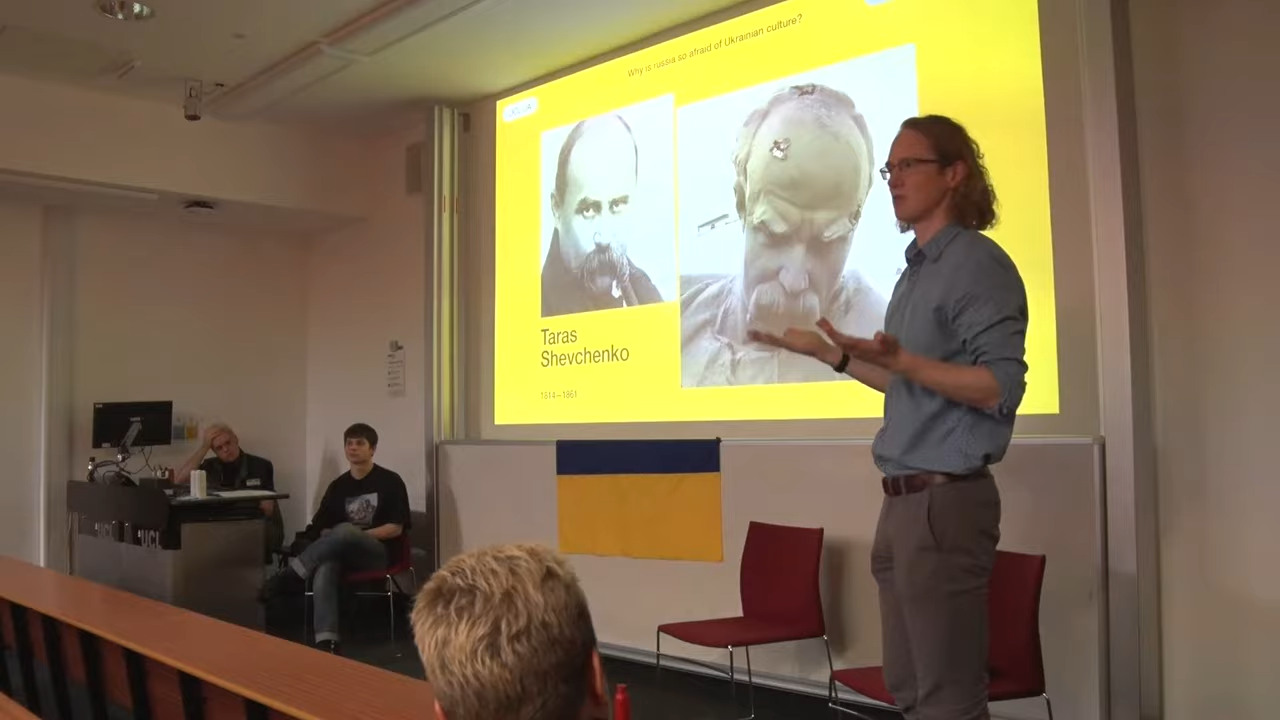 Why is russia so afraid of Ukrainian culture?
Taras
Shevchenko
1814–1861
UCL